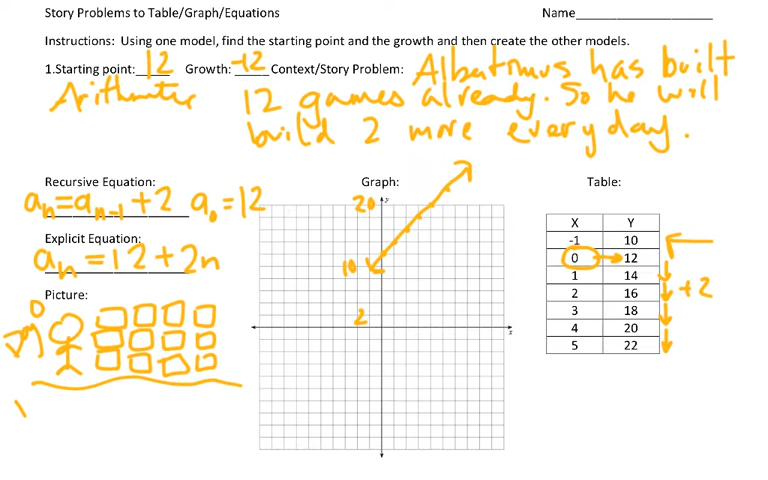 Story Problems to Table/Graph/Equations Name
Instructions: Using one model, find the starting point and the growth and then create the other models.
1.Starting point: 12 Growth: +2 Context/Story Problem: Albatrmus has built
Arithmetic 12 games already. So he will
build 2 more every day.
Recursive Equation: Graph: Table:
aₙ=aₙ₋₁+2 a₀=12
20 y
X Y
-1 10
Explicit Equation:
0 12
aₙ=12+2n
10
1 14
2 16 +2
Picture:
0
3 18
2
x
4 20
5 22